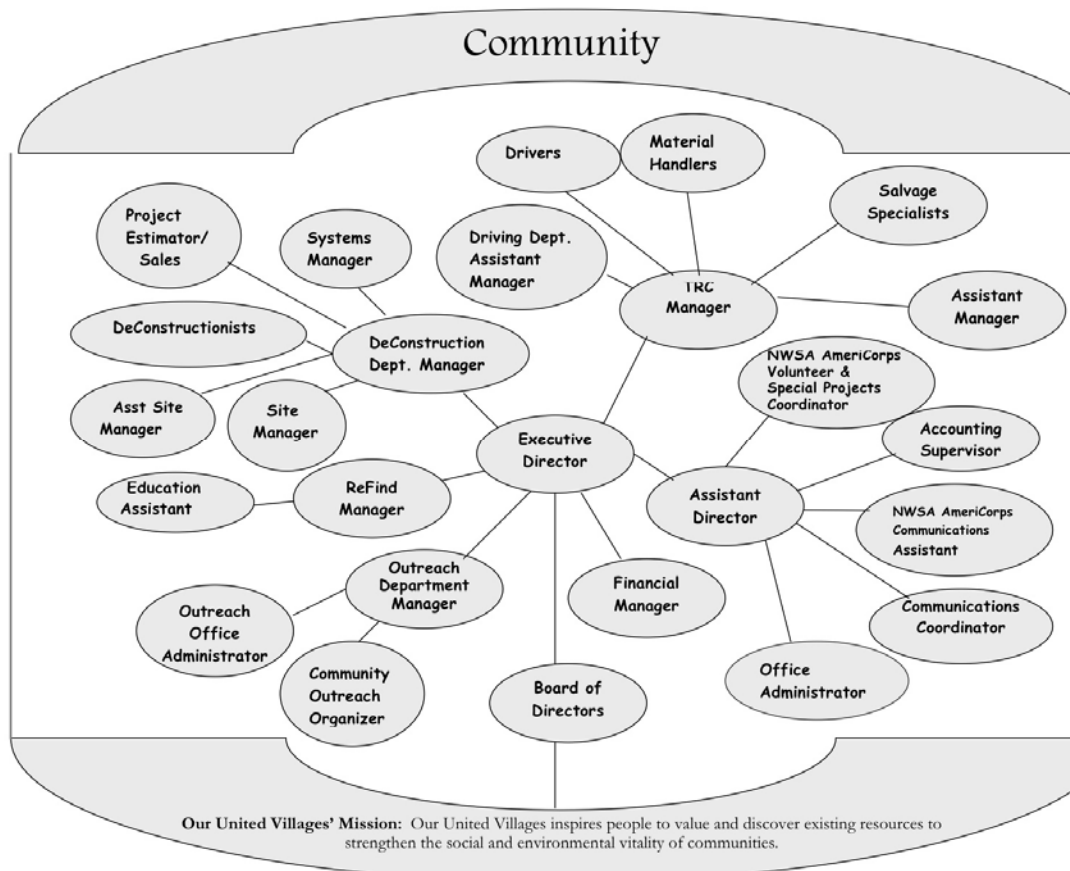 Community
Drivers
Material
Handlers
Salvage
Specialists
Project
Estimator/
Sales
Systems
Manager
Driving Dept.
Assistant
Manager
TRC
Manager
Assistant
Manager
DeConstructionists
DeConstruction
Dept. Manager
NWSA AmeriCorps
Volunteer &
Special Projects
Coordinator
Asst Site
Manager
Site
Manager
Executive
Director
Accounting
Supervisor
Education
Assistant
ReFind
Manager
Assistant
Director
NWSA AmeriCorps
Communications
Assistant
Outreach
Department
Manager
Financial
Manager
Communications
Coordinator
Outreach
Office
Administrator
Community
Outreach
Organizer
Board of
Directors
Office
Administrator
Our United Villages' Mission: Our United Villages inspires people to value and discover existing resources to
strengthen the social and environmental vitality of communities.